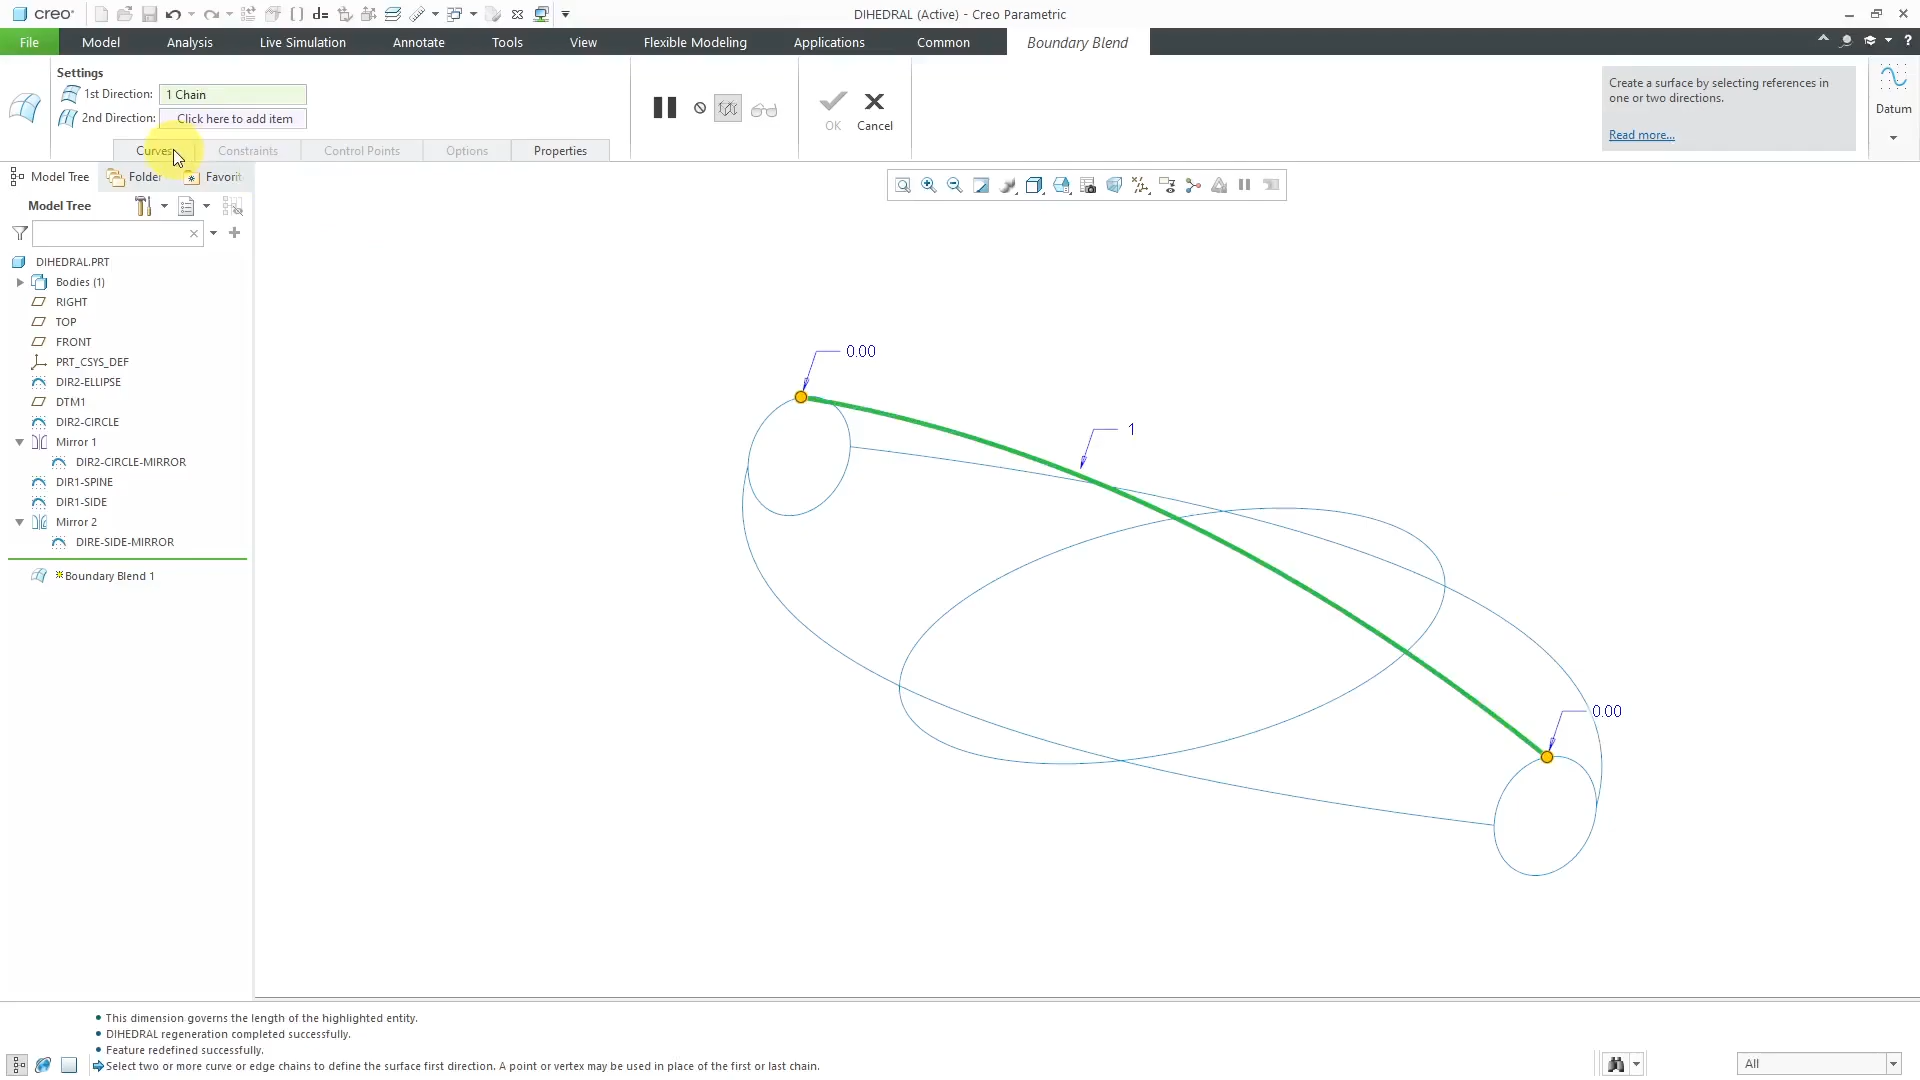 creo
DIHEDRAL (Active) - Creo Parametric
File
Model
Analysis
Live Simulation
Annotate
Tools
View
Flexible Modeling
Applications
Common
Boundary Blend
Settings
1st Direction:
1 Chain
2nd Direction:
Click here to add item
OK
Cancel
Create a surface by selecting references in
one or two directions.
Read more...
Datum
Curves
Constraints
Control Points
Options
Properties
Model Tree
Folder
Favorit
Model Tree
DIHEDRAL.PRT
Bodies (1)
RIGHT
TOP
FRONT
PRT_CSYS_DEF
DIR2-ELLIPSE
DTM1
DIR2-CIRCLE
Mirror 1
DIR2-CIRCLE-MIRROR
DIR1-SPINE
DIR1-SIDE
Mirror 2
DIRE-SIDE-MIRROR
Boundary Blend 1
0.00
1
0.00
This dimension governs the length of the highlighted entity.
DIHEDRAL regeneration completed successfully.
Feature redefined successfully.
Select two or more curve or edge chains to define the surface first direction. A point or vertex may be used in place of the first or last chain.
All